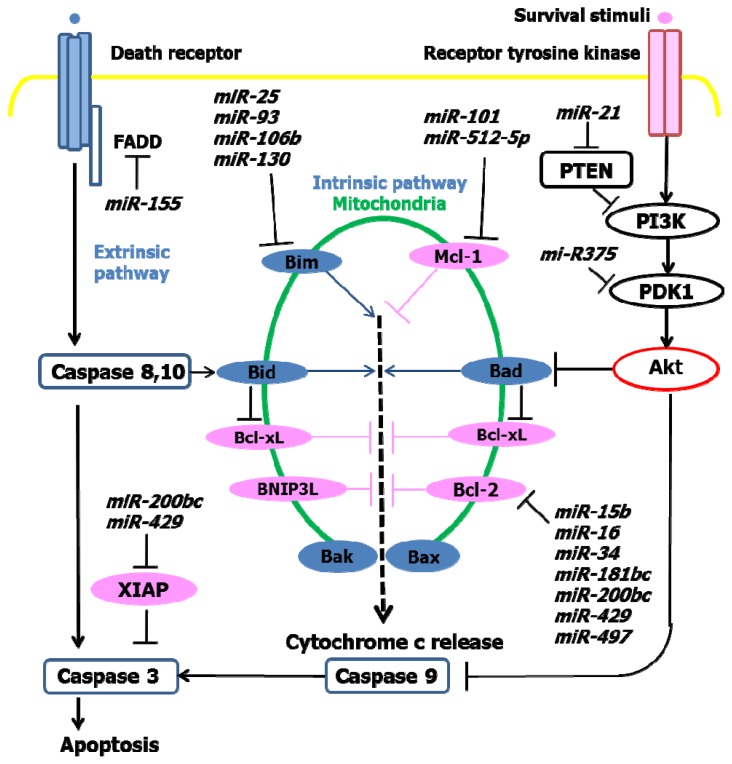 Survival stimuli
Death receptor
Receptor tyrosine kinase
miR-25
miR-93
miR-106b
miR-130
miR-101
miR-512-5p
miR-21
FADD
PTEN
miR-155
Intrinsic pathway
Mitochondria
PI3K
Extrinsic
pathway
Bim
Mcl-1
mi-R375
PDK1
Caspase 8,10
Bid
Bad
Akt
Bcl-xL
Bcl-xL
BNIP3L
Bcl-2
miR-200bc
miR-429
miR-15b
miR-16
miR-34
miR-181bc
miR-200bc
miR-429
miR-497
Bak
Bax
XIAP
Cytochrome c release
Caspase 3
Caspase 9
Apoptosis